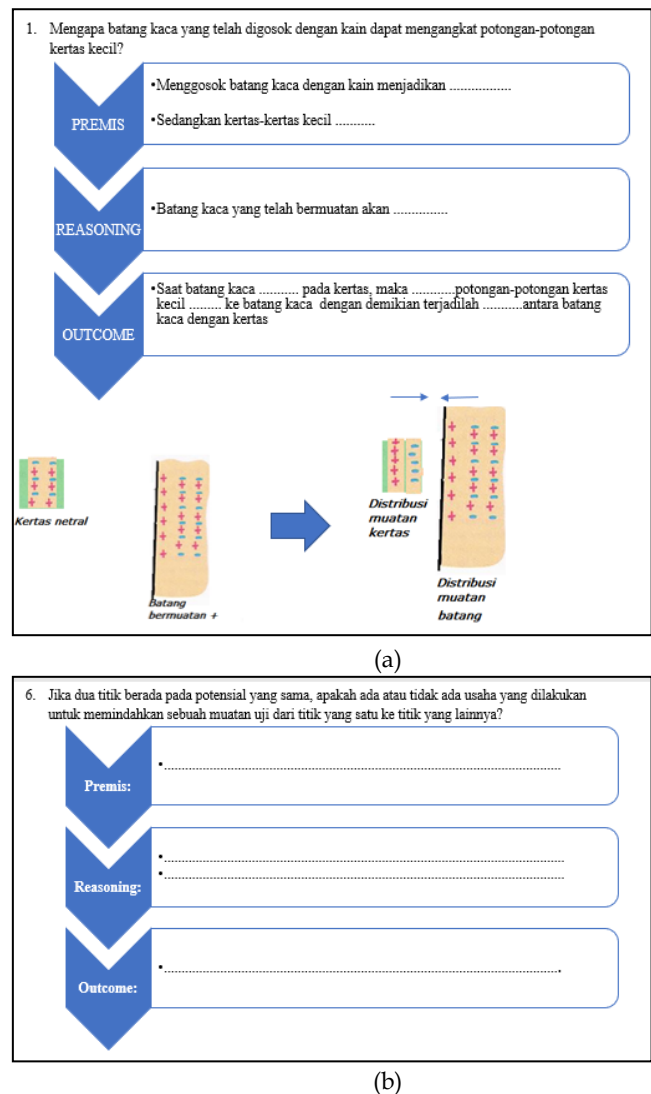 1. Mengapa batang kaca yang telah digosok dengan kain dapat mengangkat potongan-potongan
kertas kecil?
PREMIS
•Menggosok batang kaca dengan kain menjadikan .................
•Sedangkan kertas-kertas kecil ...........
REASONING
•Batang kaca yang telah bermuatan akan ...............
OUTCOME
•Saat batang kaca ........... pada kertas, maka ............potongan-potongan kertas
kecil ......... ke batang kaca dengan demikian terjadilah ...........antara batang
kaca dengan kertas
Kertas netral
Batang
bermuatan +
Distribusi
muatan
kertas
Distribusi
muatan
batang
(a)
6. Jika dua titik berada pada potensial yang sama, apakah ada atau tidak ada usaha yang dilakukan
untuk memindahkan sebuah muatan uji dari titik yang satu ke titik yang lainnya?
Premis:
•..........................................................................................
Reasoning:
•..........................................................................................
•..........................................................................................
Outcome:
•..........................................................................................
(b)